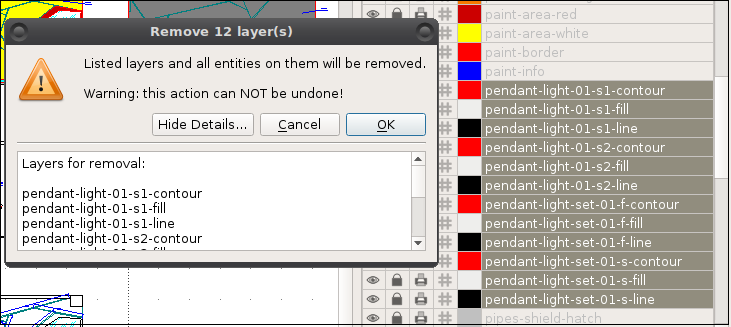 paint-area-red
Remove 12 layer(s)
paint-area-white
paint-border
Listed layers and all entities on them will be removed.
paint-info
Warning: this action can NOT be undone!
pendant-light-01-s1-contour
pendant-light-01-s1-fill
Hide Details...
Cancel
OK
pendant-light-01-s1-line
pendant-light-01-s2-contour
pendant-light-01-s2-fill
pendant-light-01-s2-line
pendant-light-set-01-f-contour
pendant-light-set-01-f-fill
pendant-light-set-01-f-line
pendant-light-set-01-s-contour
pendant-light-set-01-s-fill
pendant-light-set-01-s-line
pipes-shield-hatch
Layers for removal:
pendant-light-01-s1-contour
pendant-light-01-s1-fill
pendant-light-01-s1-line
pendant-light-01-s2-contour